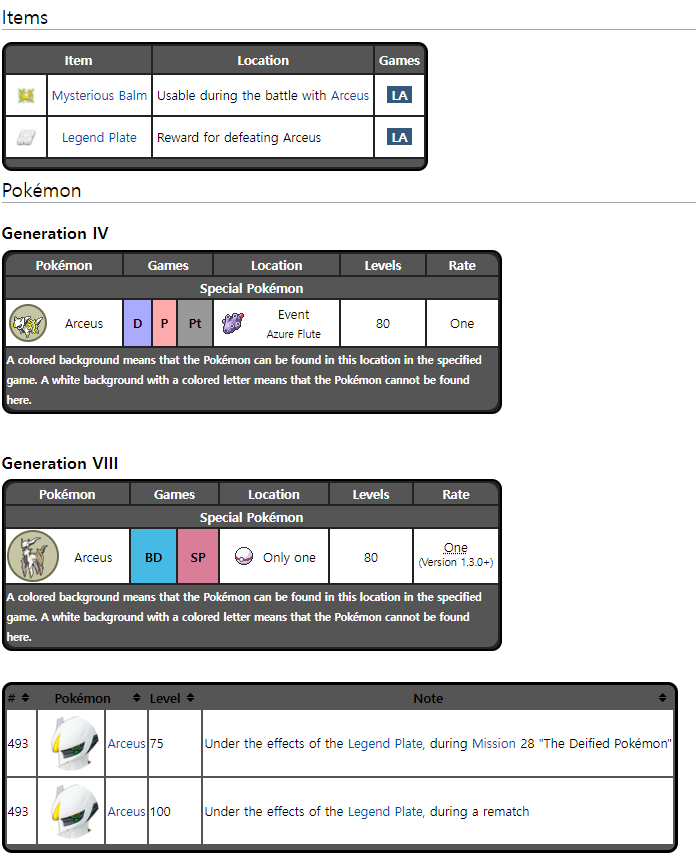 Items
Item Location Games
Mysterious Balm Usable during the battle with Arceus LA
Legend Plate Reward for defeating Arceus LA
Pokémon
Generation IV
Pokémon Games Location Levels Rate
Special Pokémon
Arceus D P Pt Event Azure Flute 80 One
A colored background means that the Pokémon can be found in this location in the specified
game. A white background with a colored letter means that the Pokémon cannot be found
here.
Generation VIII
Pokémon Games Location Levels Rate
Special Pokémon
Arceus BD SP Only one 80 One (Version 1.3.0+)
A colored background means that the Pokémon can be found in this location in the specified
game. A white background with a colored letter means that the Pokémon cannot be found
here.
# Pokémon Level Note
493 Arceus 75 Under the effects of the Legend Plate, during Mission 28 "The Deified Pokémon"
493 Arceus 100 Under the effects of the Legend Plate, during a rematch